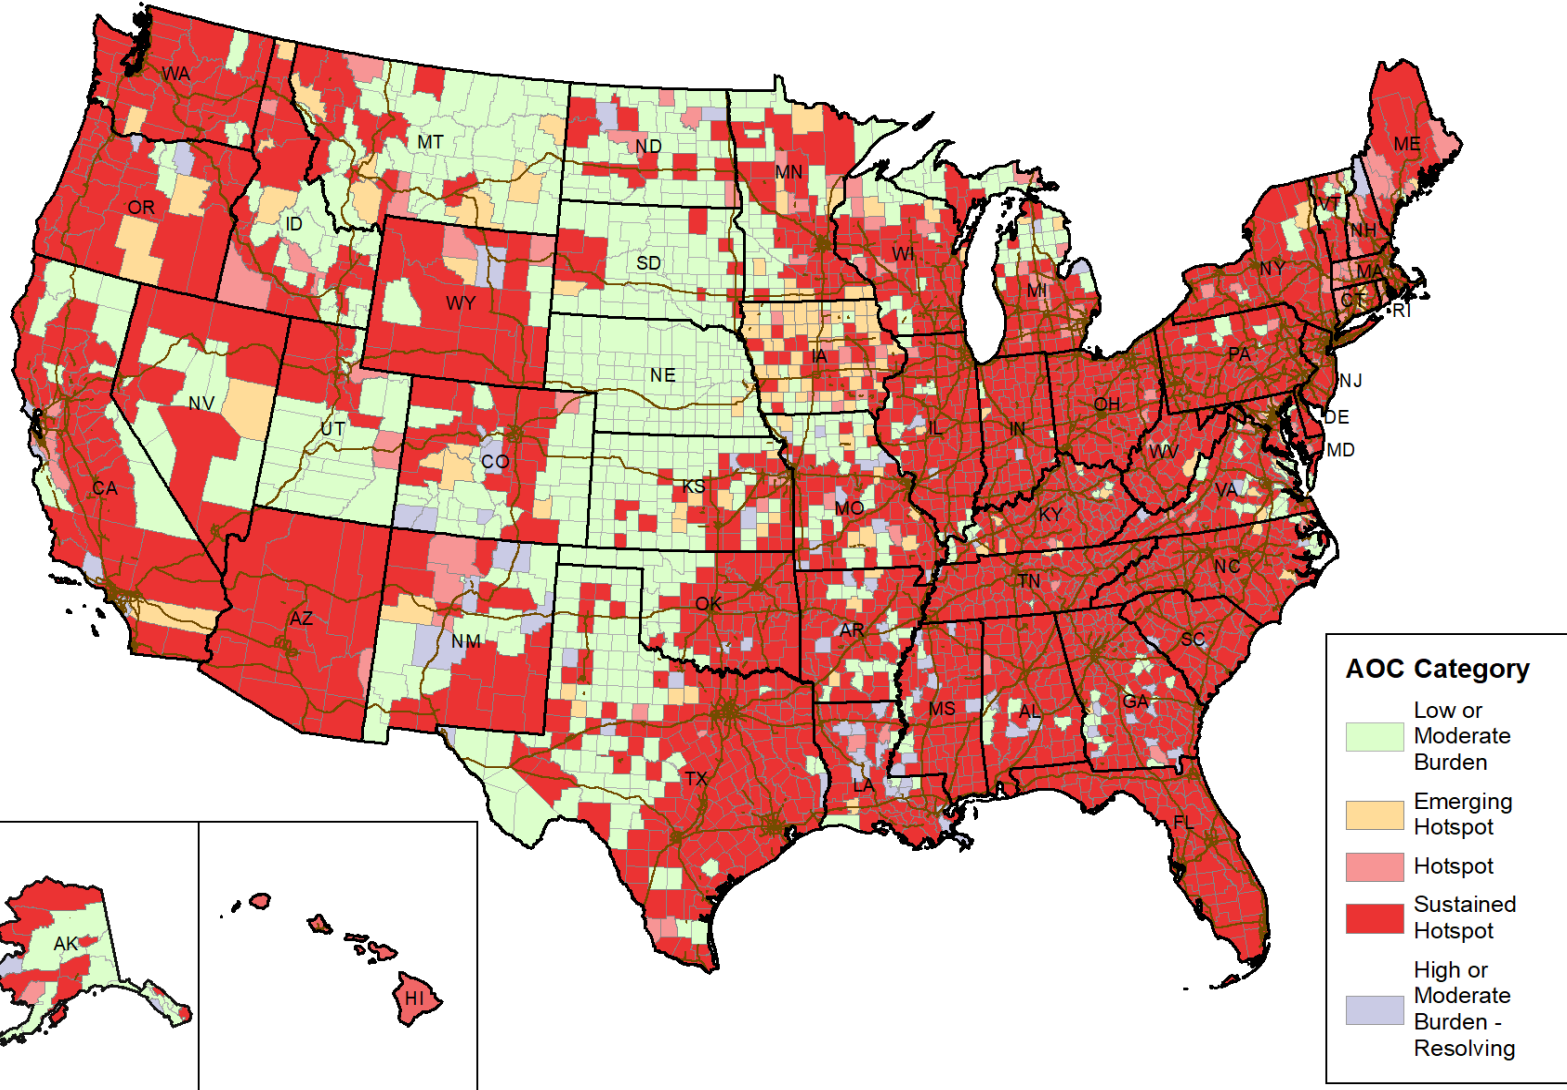 WA
MT
ND
MN
ME
OR
ID
SD
WI
VT
NH
WY
MI
NY
MA
CT
RI
IA
PA
NE
NV
NJ
UT
IL
IN
OH
DE
CO
WV
MD
CA
KS
MO
KY
VA
AZ
NM
OK
AR
TN
NC
SC
MS
AL
GA
TX
LA
FL
AK
HI
AOC Category
Low or
Moderate
Burden
Emerging
Hotspot
Hotspot
Sustained
Hotspot
High or
Moderate
Burden -
Resolving